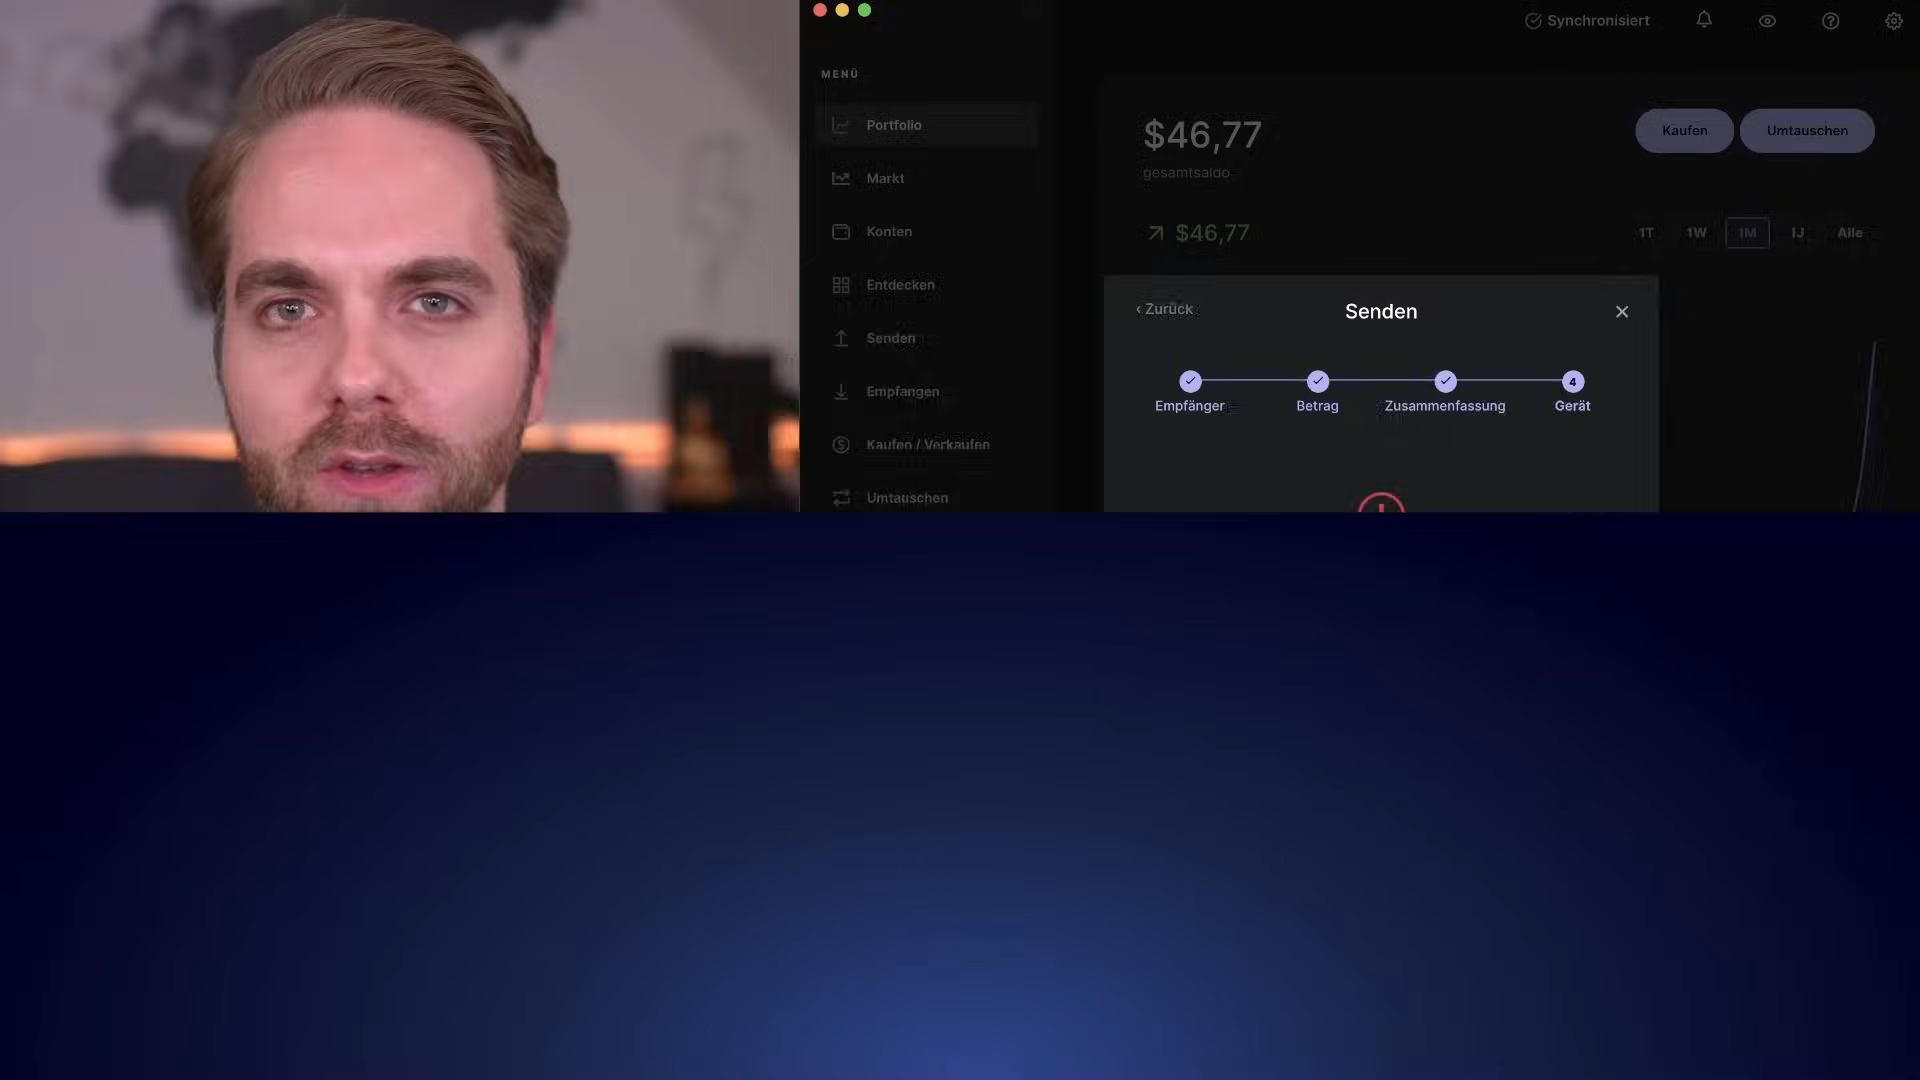 Synchronisiert
MENÜ
Portfolio
Markt
Konten
Entdecken
Senden
Empfangen
Kaufen / Verkaufen
Umtauschen
$46,77
gesamtsaldo
Kaufen
Umtauschen
$46,77
1T 1W 1M 1J Alle
‹ Zurück
Senden
4
Empfänger Betrag Zusammenfassung Gerät